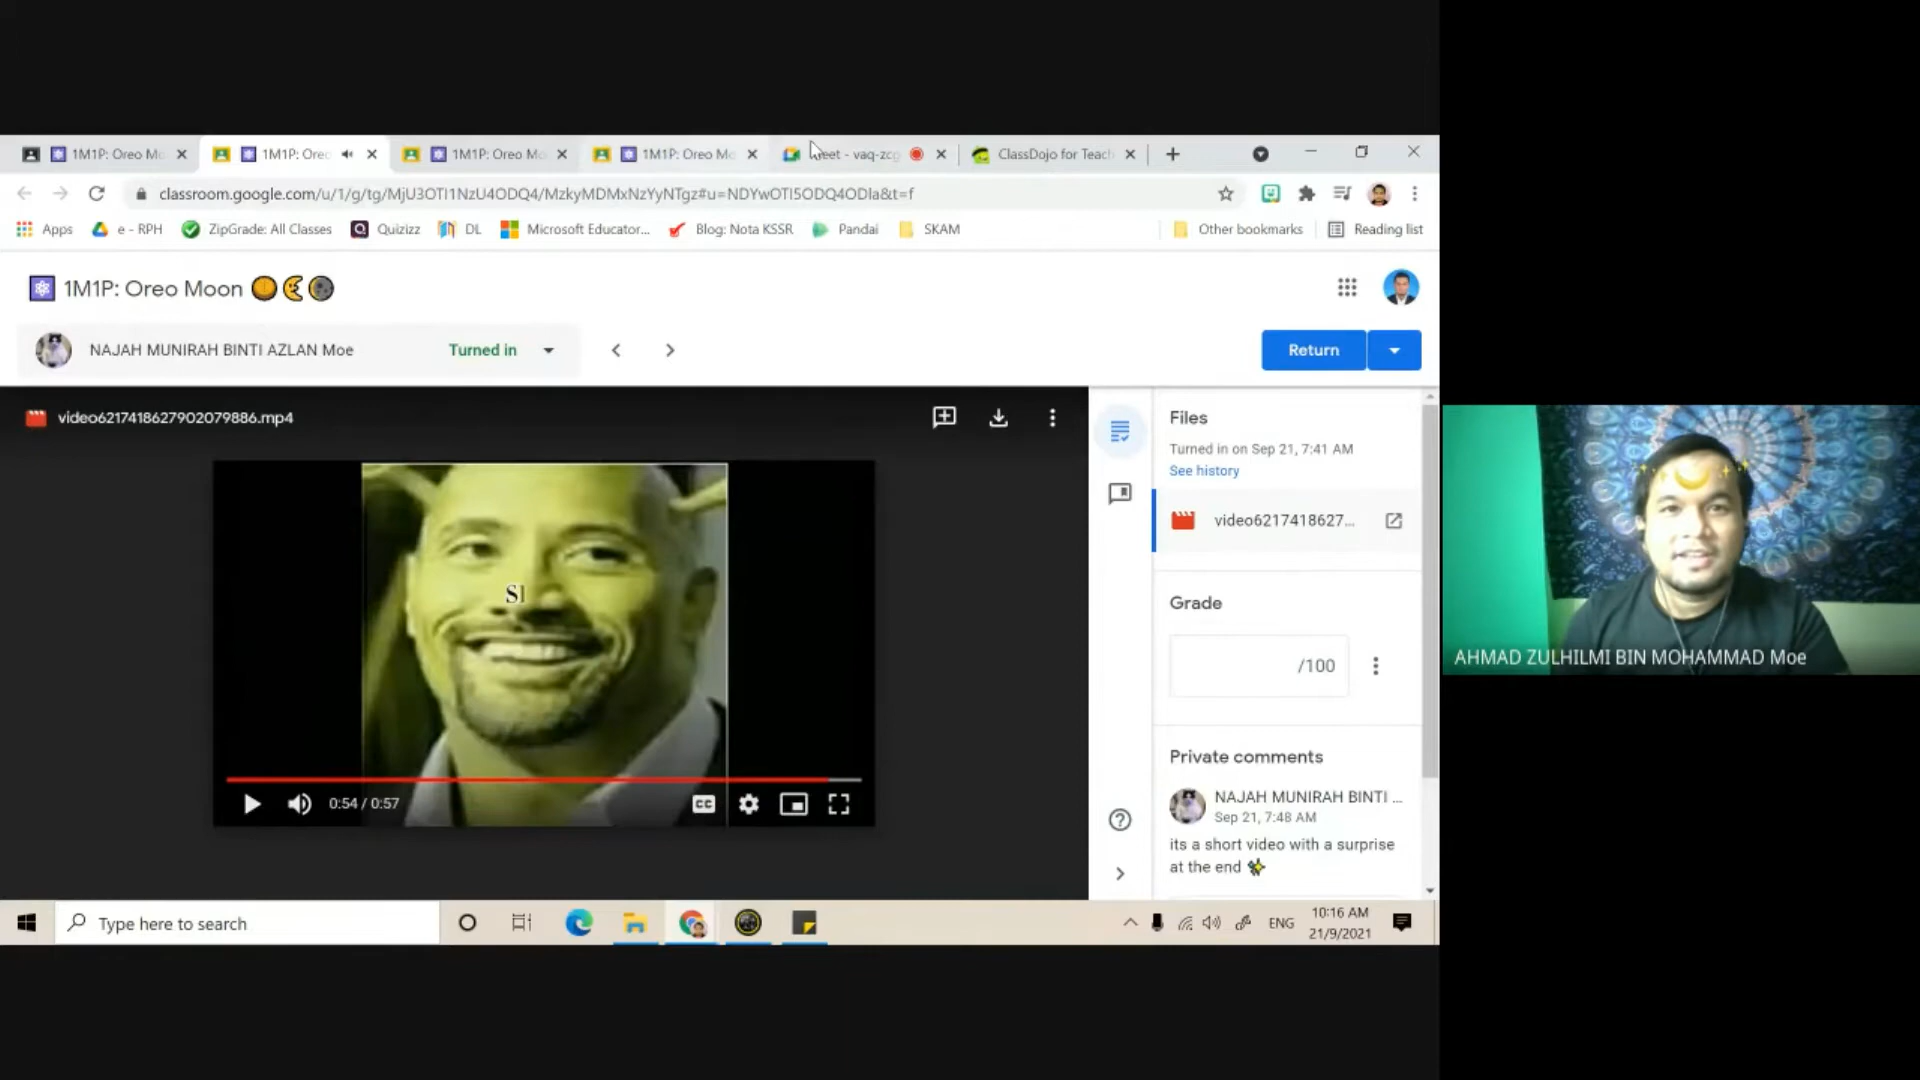 1M1P: Oreo Mo
1M1P: Oreo
1M1P: Oreo Mo
1M1P: Oreo Mo
eet - vaq-zcg
ClassDojo for Teach
classroom.google.com/u/1/g/tg/MjU3OTI1NzU4ODQ4/MzkyMDMxNzYyNTgz#u=NDYwOTI5ODQ4ODla&t=f
Apps
e - RPH
ZipGrade: All Classes
Quizizz
DL
Microsoft Educator...
Blog: Nota KSSR
Pandai
SKAM
Other bookmarks
Reading list
1M1P: Oreo Moon
NAJAH MUNIRAH BINTI AZLAN Moe
Turned in
Return
video6217418627902079886.mp4
SI
0:54 / 0:57
CC
Files
Turned in on Sep 21, 7:41 AM
See history
video6217418627...
Grade
/100
Private comments
NAJAH MUNIRAH BINTI ...
Sep 21, 7:48 AM
its a short video with a surprise
at the end
AHMAD ZULHILMI BIN MOHAMMAD Moe
Type here to search
ENG
10:16 AM
21/9/2021